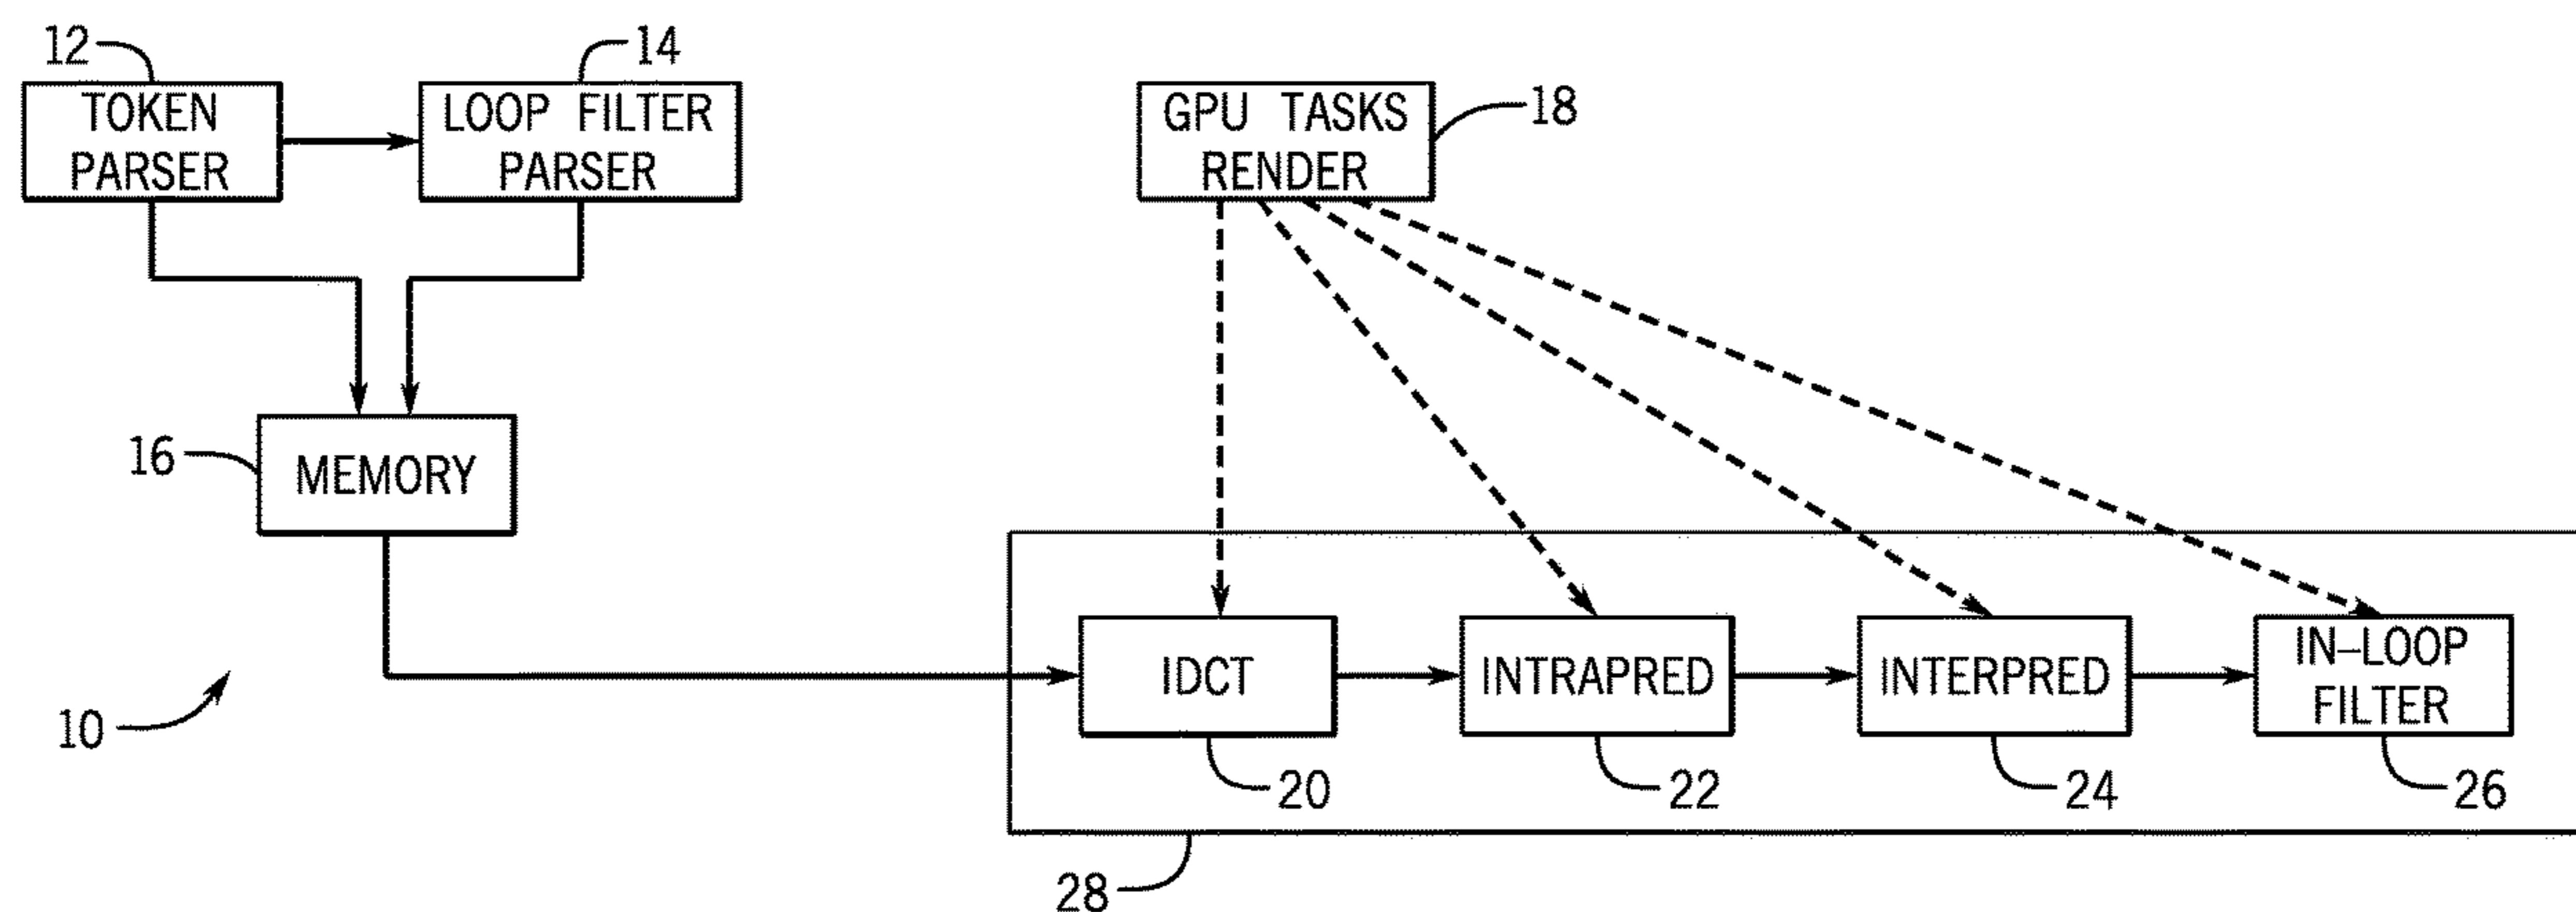 12
14
TOKEN
PARSER
LOOP FILTER
PARSER
GPU TASKS
RENDER
18
16
MEMORY
10
IDCT
INTRAPRED
INTERPRED
IN–LOOP
FILTER
20
22
24
26
28